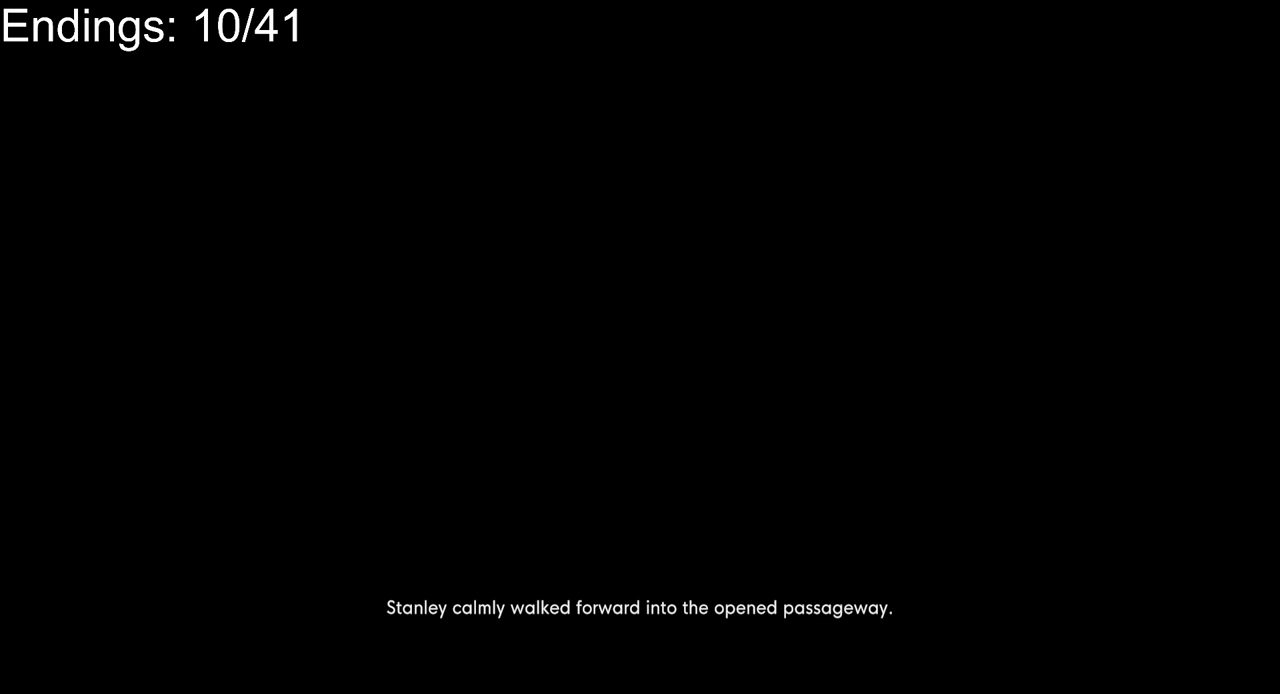 Endings: 10/41
Stanley calmly walked forward into the opened passageway.